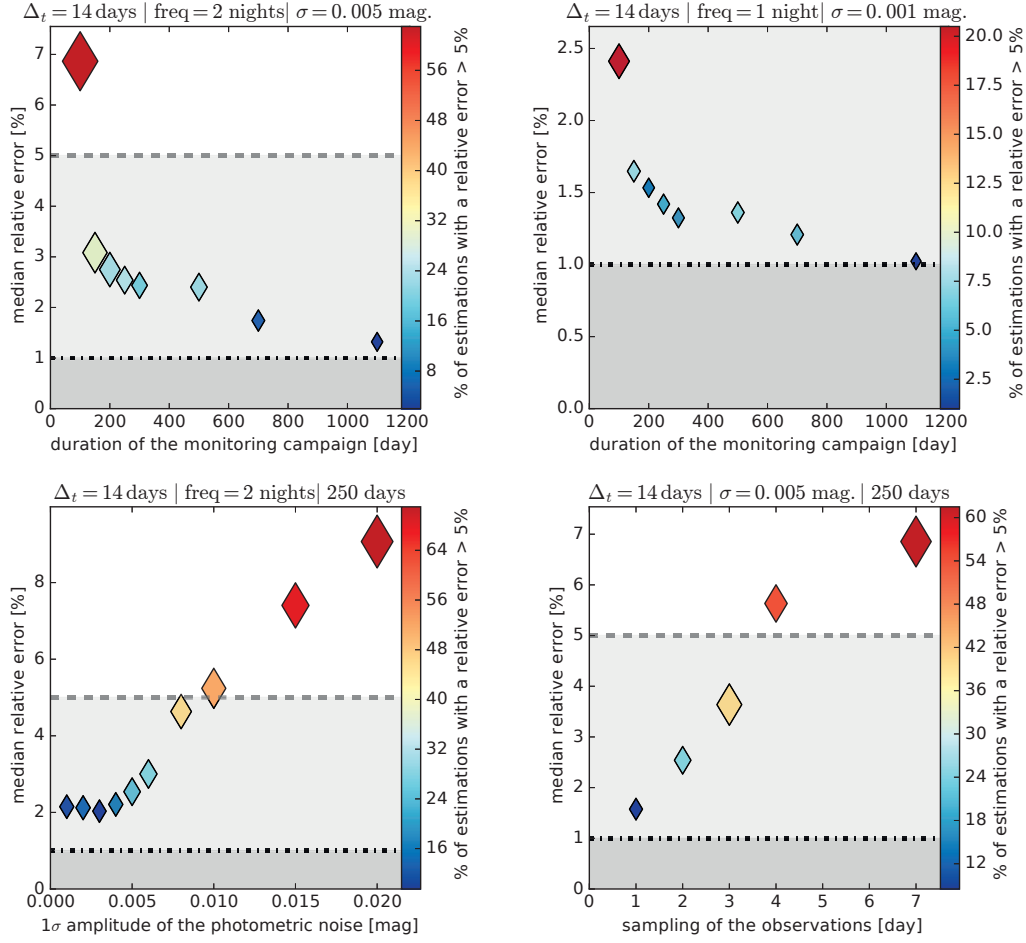 Δt = 14 days | freq = 2 nights| σ = 0.005 mag.
7
6
5
4
3
2
1
0
0 200 400 600 800 1000 1200
median relative error [%]
duration of the monitoring campaign [day]
56
48
40
32
24
16
8
% of estimations with a relative error > 5%
Δt = 14 days | freq = 1 night| σ = 0.001 mag.
2.5
2.0
1.5
1.0
0.5
0.0
0 200 400 600 800 1000 1200
median relative error [%]
duration of the monitoring campaign [day]
20.0
17.5
15.0
12.5
10.0
7.5
5.0
2.5
% of estimations with a relative error > 5%
Δt = 14 days | freq = 2 nights| 250 days
8
6
4
2
0
0.000 0.005 0.010 0.015 0.020
median relative error [%]
1σ amplitude of the photometric noise [mag]
64
56
48
40
32
24
16
% of estimations with a relative error > 5%
Δt = 14 days | σ = 0.005 mag. | 250 days
7
6
5
4
3
2
1
0
0 1 2 3 4 5 6 7
median relative error [%]
sampling of the observations [day]
60
54
48
42
36
30
24
18
12
% of estimations with a relative error > 5%